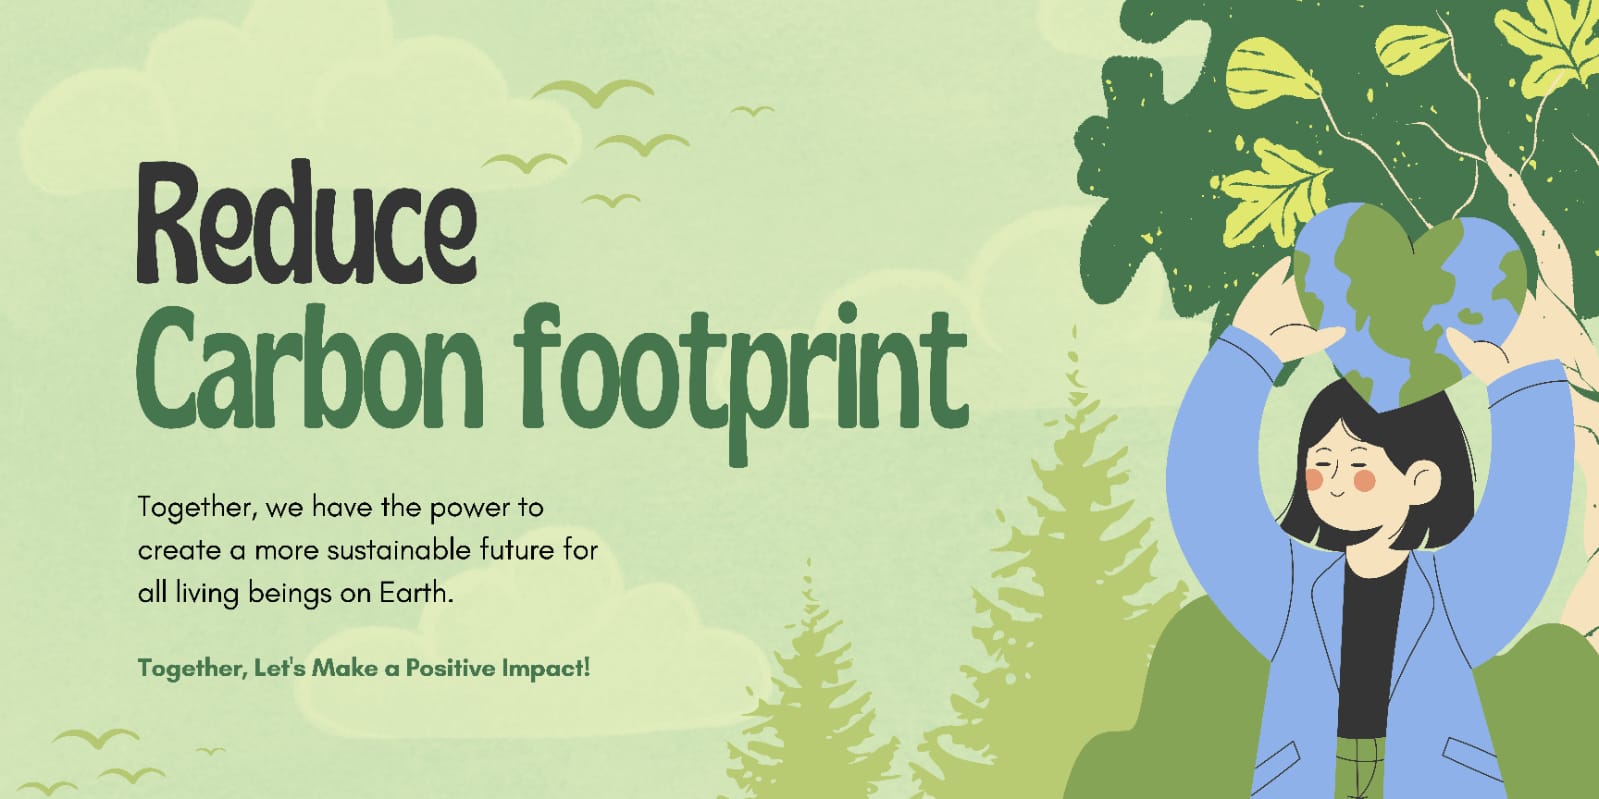 Reduce
Carbon footprint
Together, we have the power to
create a more sustainable future for
all living beings on Earth.
Together, Let's Make a Positive Impact!